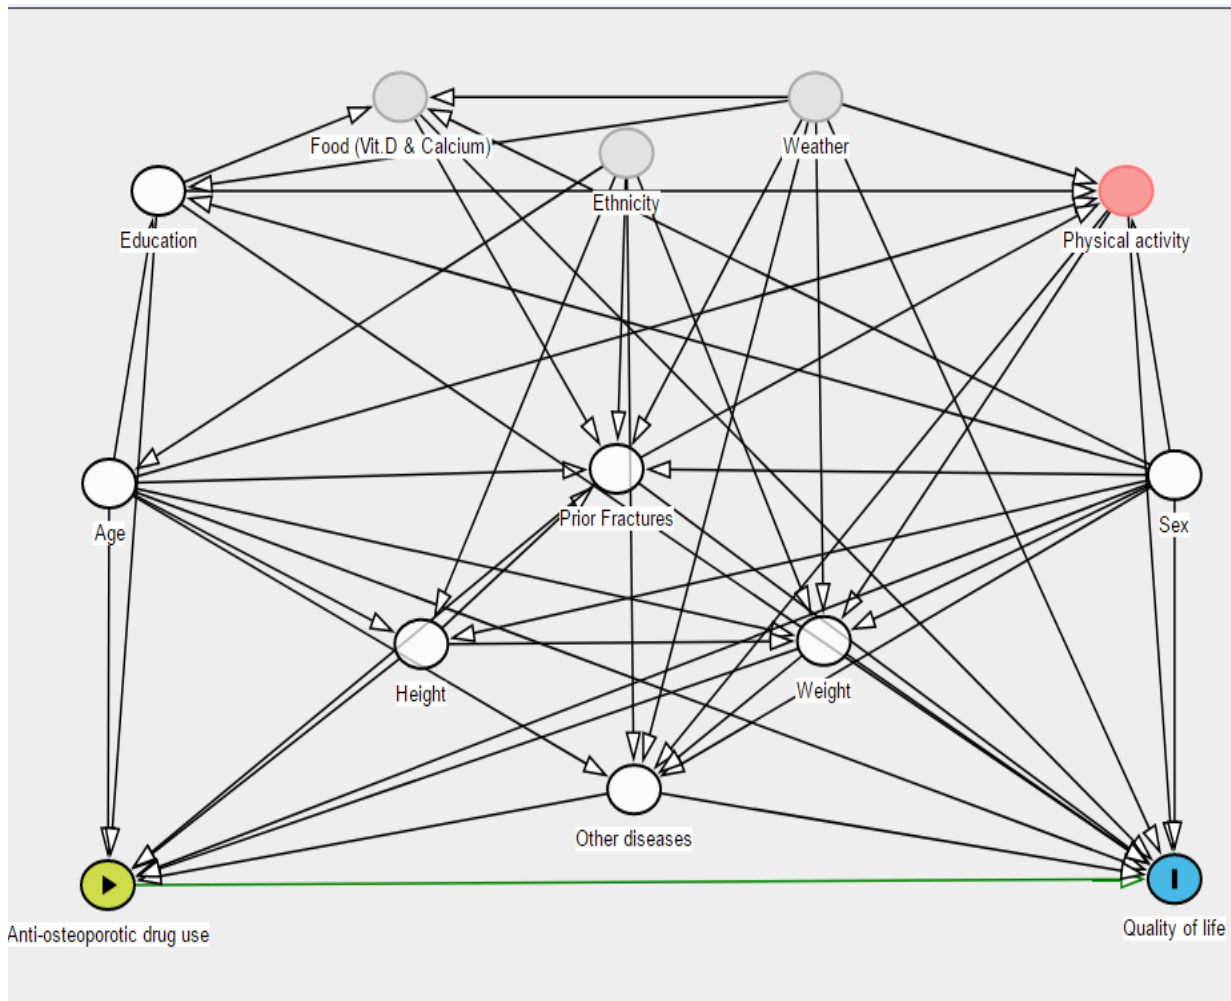 Food (Vit.D & Calcium)
Weather
Ethnicity
Education
Physical activity
Prior Fractures
Age
Sex
Height
Weight
Other diseases
Anti-osteoporotic drug use
Quality of life